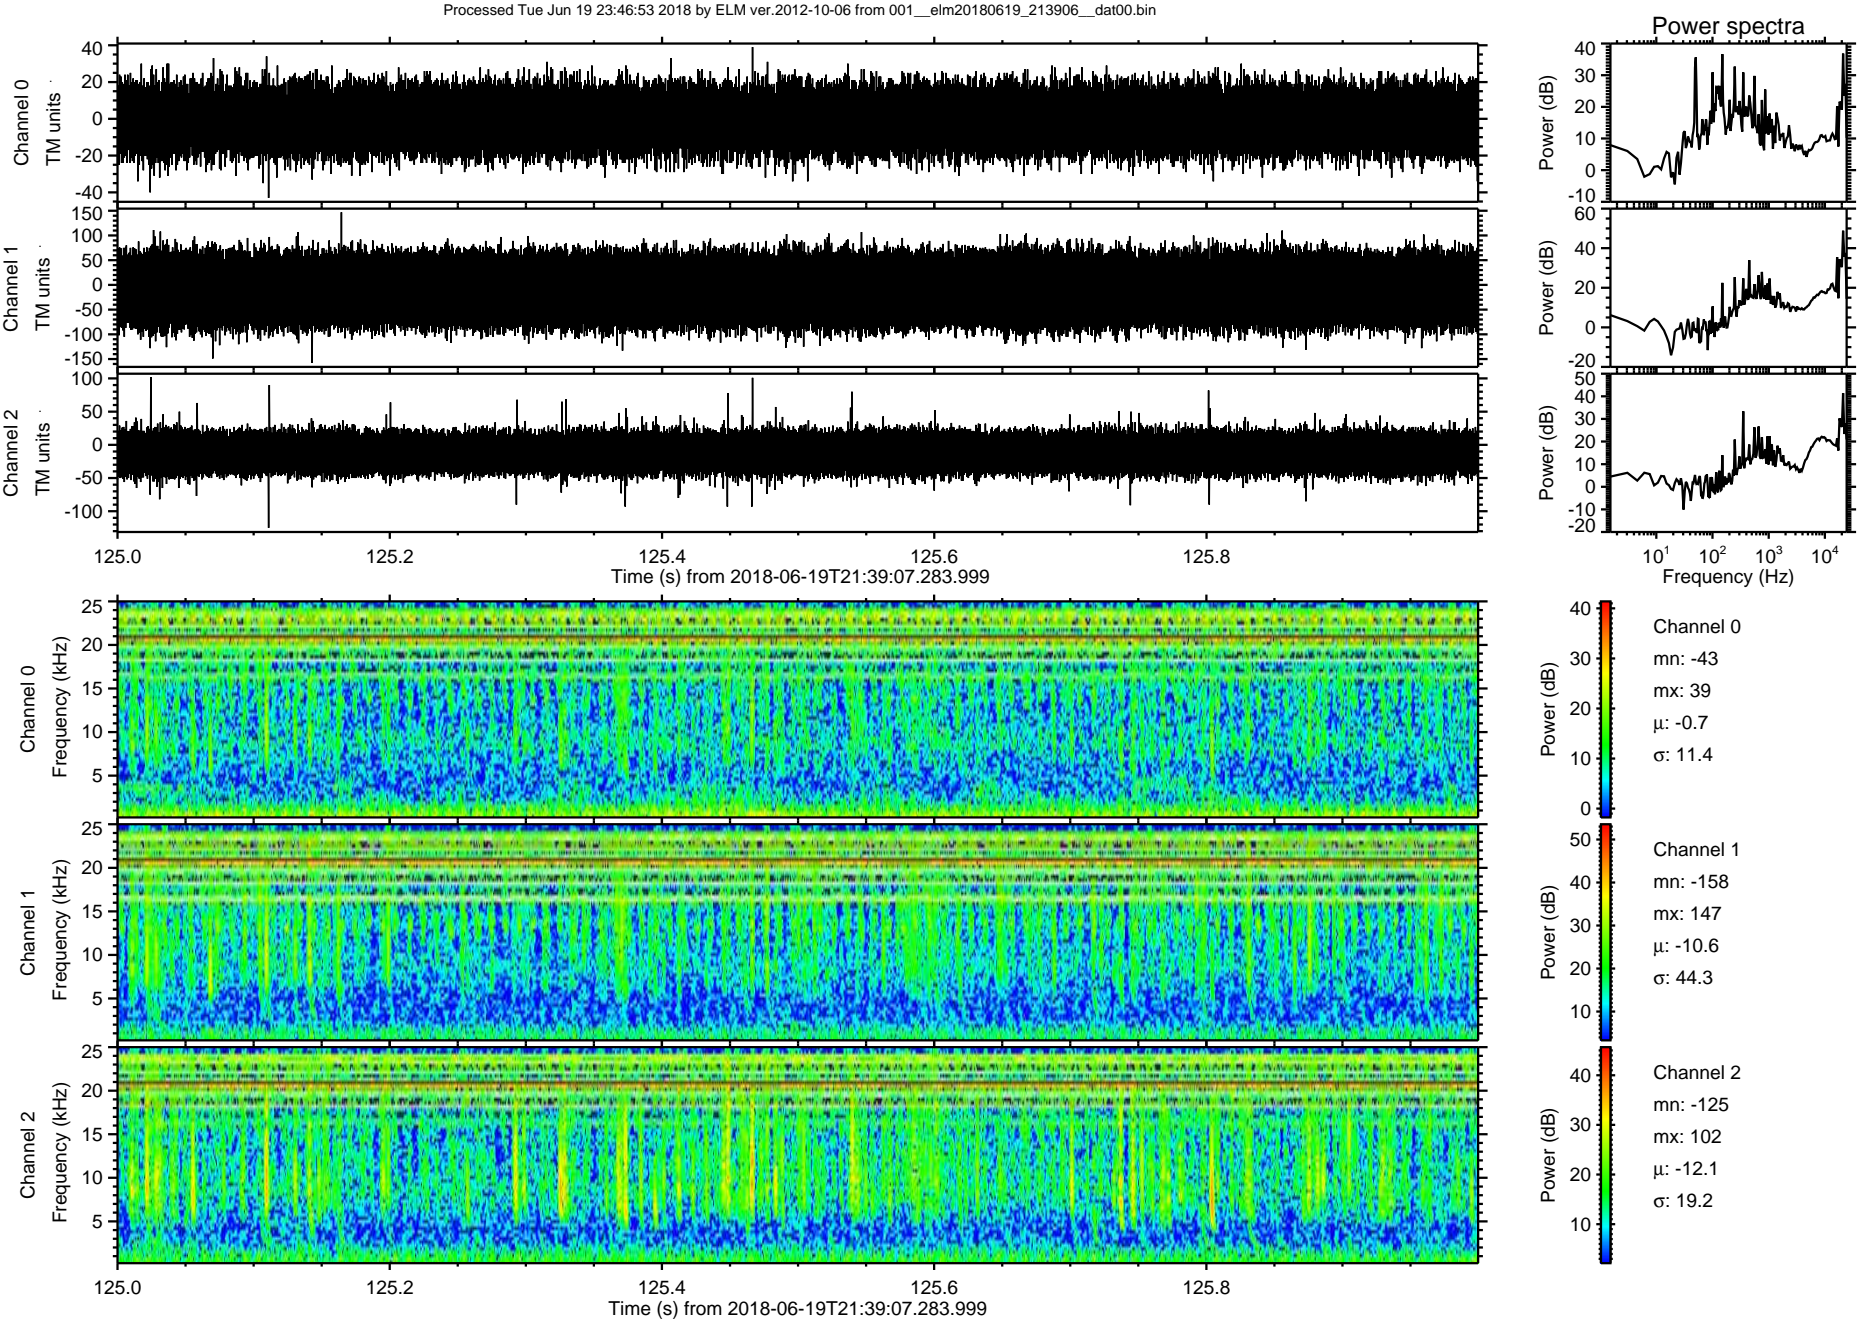 Processed Tue Jun 19 23:46:53 2018 by ELM ver.2012-10-06 from 001__elm20180619_213906__dat00.bin
Power spectra
Channel 0
TM units
40
20
0
-20
-40
Power (dB)
40
30
20
10
0
-10
Channel 1
TM units
150
100
50
0
-50
-100
-150
Power (dB)
60
40
20
0
-20
Channel 2
TM units
100
50
0
-50
-100
Power (dB)
50
40
30
20
10
0
-10
-20
125.0 125.2 125.4 125.6 125.8
Time (s) from 2018-06-19T21:39:07.283.999
10^1 10^2 10^3 10^4
Frequency (Hz)
Channel 0
Frequency (kHz)
25
20
15
10
5
Power (dB)
40
30
20
10
0
Channel 0
mn: -43
mx: 39
μ: -0.7
σ: 11.4
Channel 1
Frequency (kHz)
25
20
15
10
5
Power (dB)
50
40
30
20
10
Channel 1
mn: -158
mx: 147
μ: -10.6
σ: 44.3
Channel 2
Frequency (kHz)
25
20
15
10
5
Power (dB)
40
30
20
10
Channel 2
mn: -125
mx: 102
μ: -12.1
σ: 19.2
125.0 125.2 125.4 125.6 125.8
Time (s) from 2018-06-19T21:39:07.283.999